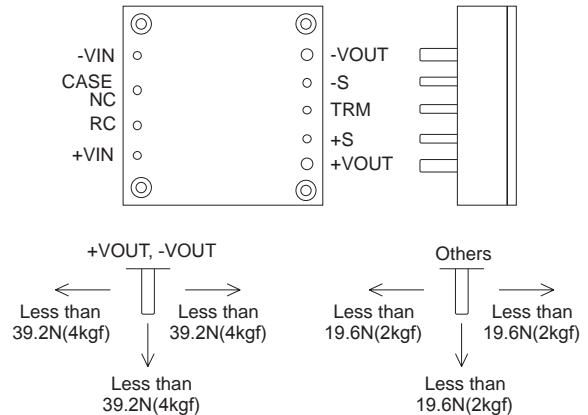 -VIN
CASE
NC
RC
+VIN
-VOUT
-S
TRM
+S
+VOUT
+VOUT, -VOUT
Less than
39.2N(4kgf)
Less than
39.2N(4kgf)
Less than
39.2N(4kgf)
Others
Less than
19.6N(2kgf)
Less than
19.6N(2kgf)
Less than
19.6N(2kgf)